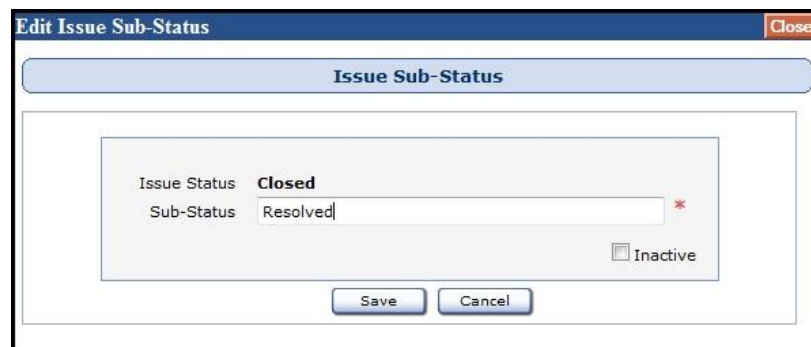 Edit Issue Sub-Status Close
Issue Sub-Status
Issue Status Closed
Sub-Status Resolved *
Inactive
Save Cancel